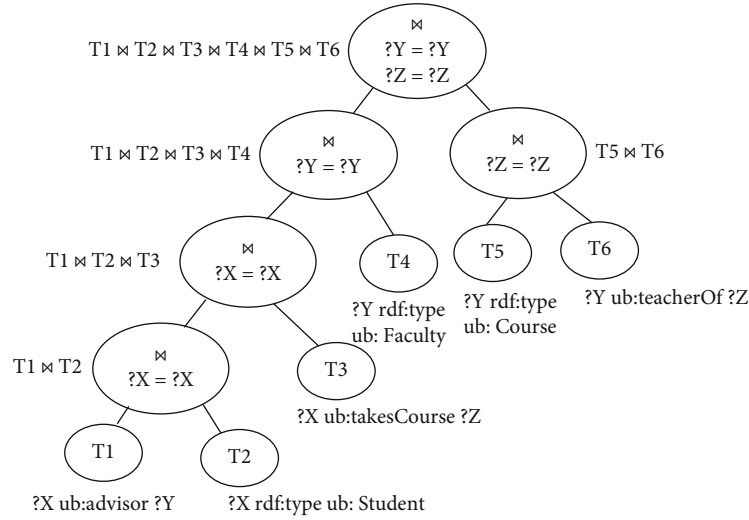 T1 ⋈ T2 ⋈ T3 ⋈ T4 ⋈ T5 ⋈ T6
⋈
?Y = ?Y
?Z = ?Z
T1 ⋈ T2 ⋈ T3 ⋈ T4
⋈
?Y = ?Y
⋈
?Z = ?Z
T5 ⋈ T6
T1 ⋈ T2 ⋈ T3
⋈
?X = ?X
T4
?Y rdf:type
ub: Faculty
T5
?Y rdf:type
ub: Course
T6
?Y ub:teacherOf ?Z
T1 ⋈ T2
⋈
?X = ?X
T3
?X ub:takesCourse ?Z
T1
?X ub:advisor ?Y
T2
?X rdf:type ub: Student